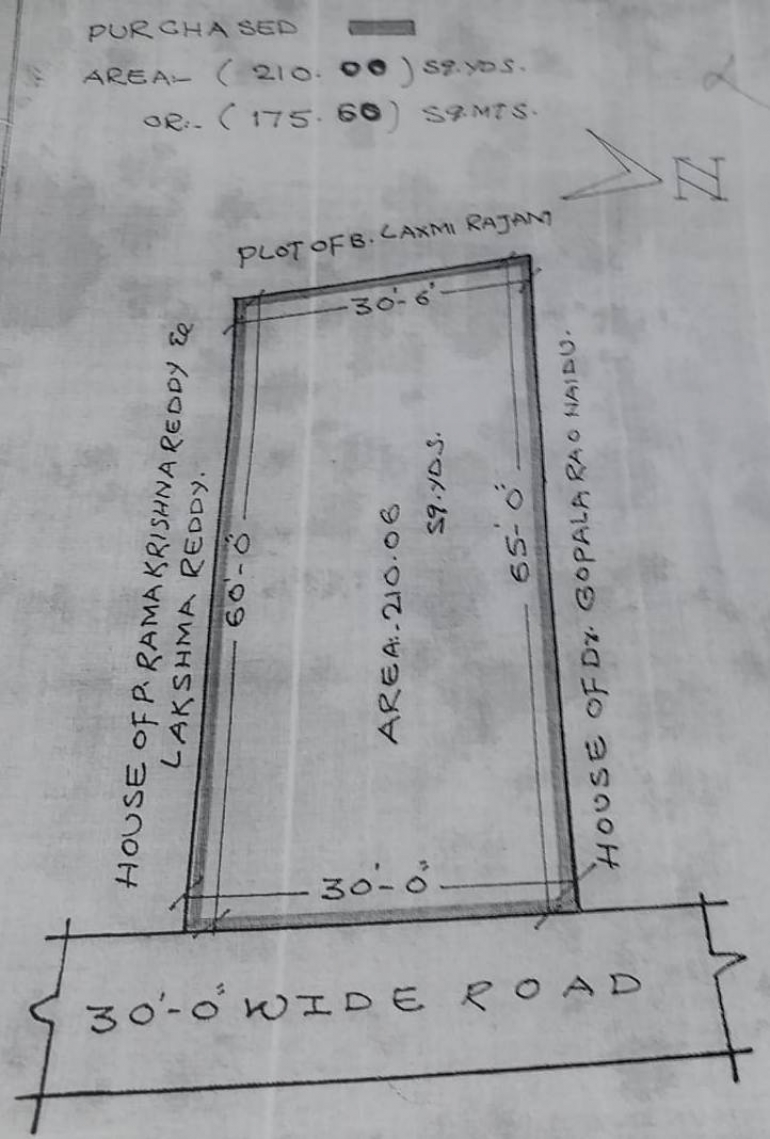 PURCHASED
AREA:- ( 210. 00 ) SQ.YDS.
OR:- ( 175. 60 ) SQ.MTS.
N
PLOT OF B. LAXMI RAJAM
30'-6'
HOUSE OF P. RAMAKRISHNA REDDY &
LAKSHMA REDDY.
60'-0"
AREA:-210.06
SQ.YDS.
65'-0"
HOUSE OF Dr. GOPALA RAO NAIDU.
30'-0"
30'-0" WIDE ROAD